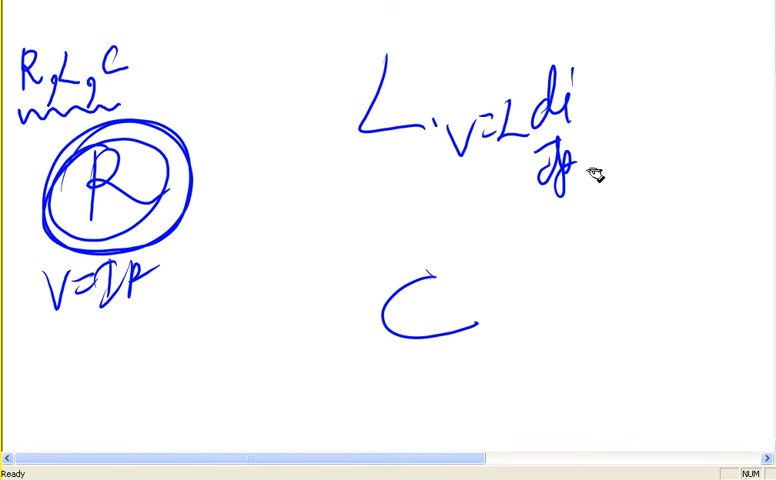 R, L, C
R
V=IR
L.
V=L di
dt
C
Ready
NUM